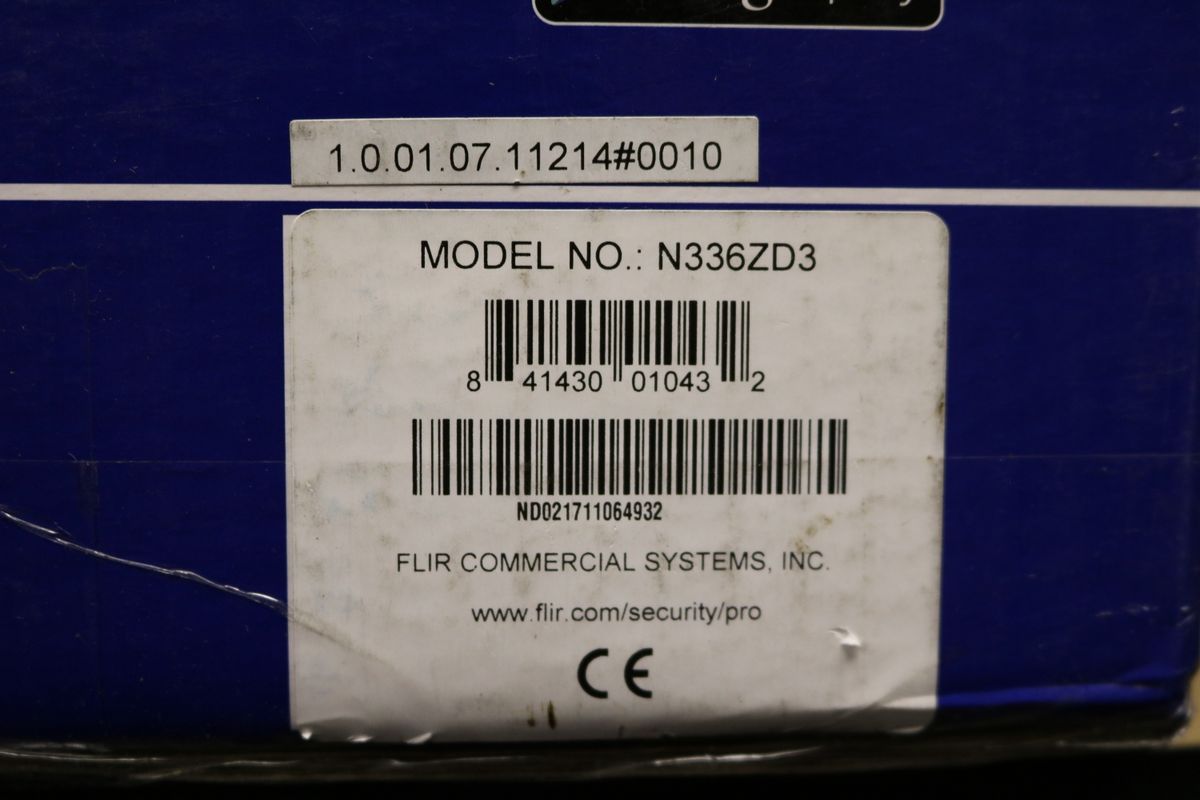 1.0.01.07.11214#0010
MODEL NO.: N336ZD3
8 41430 01043 2
ND021711064932
FLIR COMMERCIAL SYSTEMS, INC.
www.flir.com/security/pro
CE